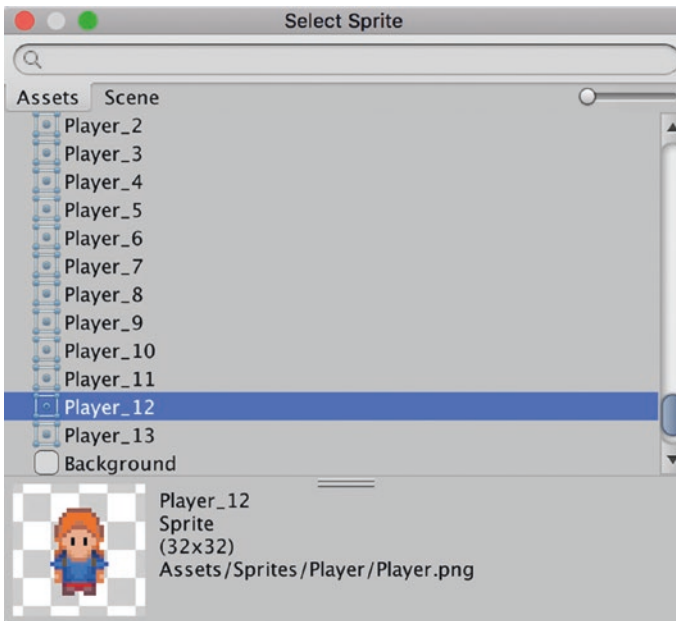 Select Sprite
Assets Scene
Player_2
Player_3
Player_4
Player_5
Player_6
Player_7
Player_8
Player_9
Player_10
Player_11
Player_12
Player_13
Background
Player_12
Sprite
(32x32)
Assets/Sprites/Player/Player.png